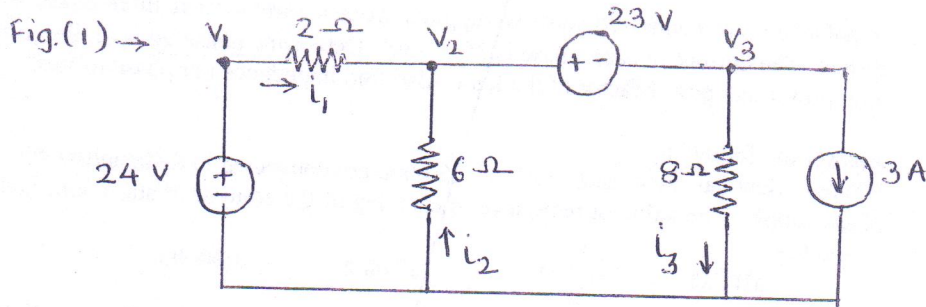 Fig.(1) →
V1
2 Ω
V2
23 V
V3
+ -
→ i1
24 V
+
-
6 Ω
8 Ω
↓ 3 A
↑ i2
i3 ↓